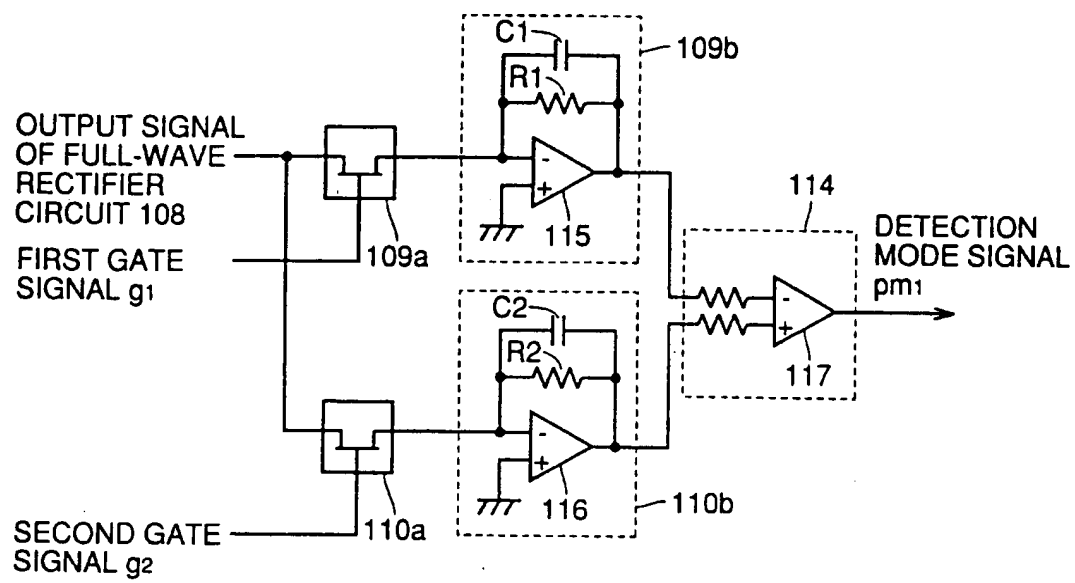 C1
109b
R1
OUTPUT SIGNAL
OF FULL-WAVE
RECTIFIER
CIRCUIT 108
-
+
115
109a
FIRST GATE
SIGNAL g1
114
DETECTION
MODE SIGNAL
pm1
-
+
117
C2
R2
-
+
116
110a
110b
SECOND GATE
SIGNAL g2